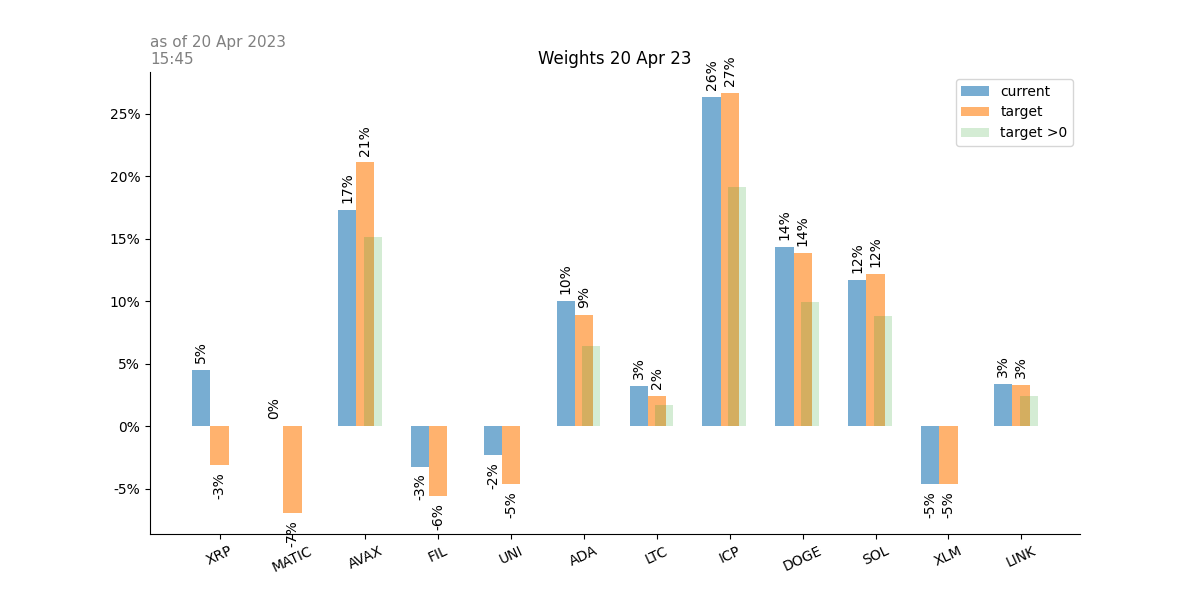 as of 20 Apr 2023
15:45
Weights 20 Apr 23
current
target
target >0
25%
20%
15%
10%
5%
0%
-5%
5%
-3%
0%
-7%
17%
21%
-3%
-6%
-2%
-5%
10%
9%
3%
2%
26%
27%
14%
14%
12%
12%
-5%
-5%
3%
3%
XRP
MATIC
AVAX
FIL
UNI
ADA
LTC
ICP
DOGE
SOL
XLM
LINK